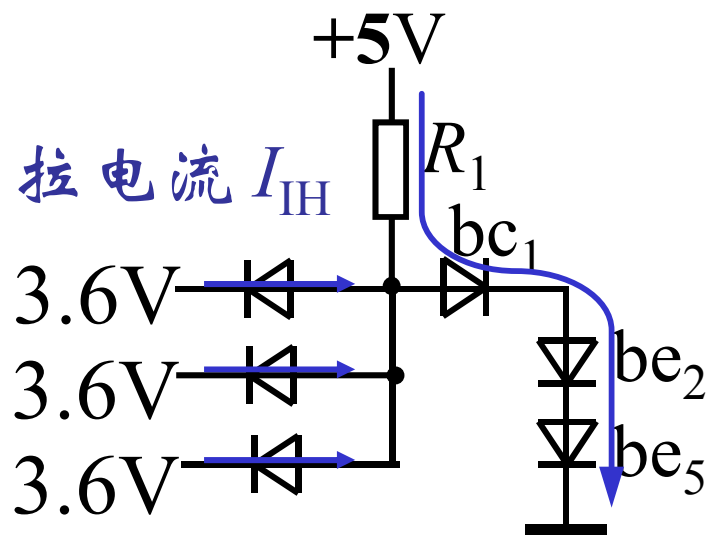 +5V
R1
拉电流 IIH
bc1
3.6V
3.6V
be2
3.6V
be5